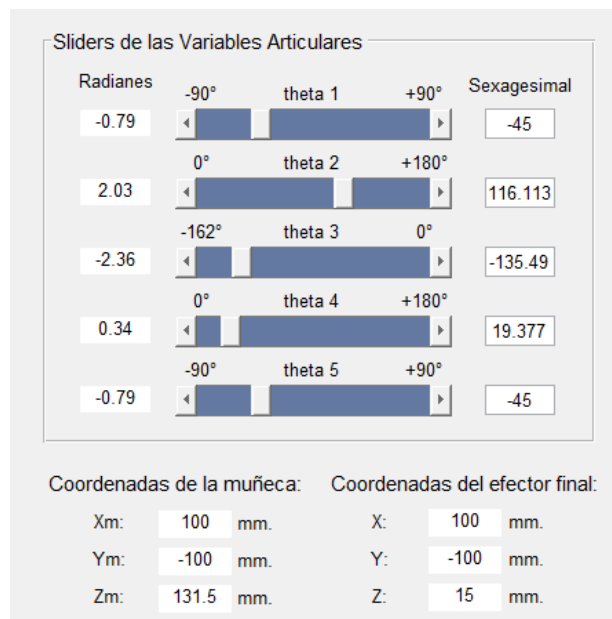 Sliders de las Variables Articulares
Radianes -90° theta 1 +90° Sexagesimal
-0.79 -45
0° theta 2 +180°
2.03 116.113
-162° theta 3 0°
-2.36 -135.49
0° theta 4 +180°
0.34 19.377
-90° theta 5 +90°
-0.79 -45
Coordenadas de la muñeca: Coordenadas del efector final:
Xm: 100 mm. X: 100 mm.
Ym: -100 mm. Y: -100 mm.
Zm: 131.5 mm. Z: 15 mm.